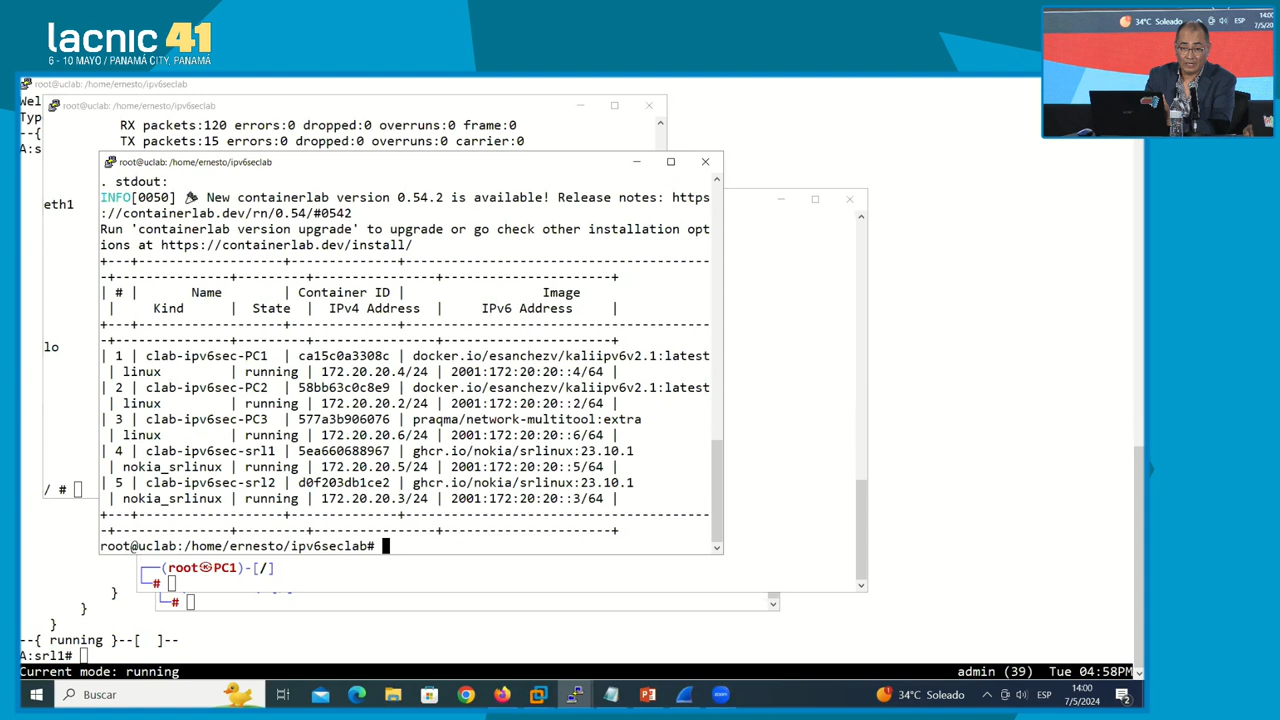 lacnic 41
6 - 10 MAYO / PANAMÁ CITY, PANAMÁ
34°C Soleado ESP 14:00
7/5/20
root@uclab: /home/ernesto/ipv6seclab
Wel
Typ
--{
A:s
root@uclab: /home/ernesto/ipv6seclab
RX packets:120 errors:0 dropped:0 overruns:0 frame:0
TX packets:15 errors:0 dropped:0 overruns:0 carrier:0
eth1
lo
/ #
root@uclab: /home/ernesto/ipv6seclab
. stdout:
INFO[0050] 🎉 New containerlab version 0.54.2 is available! Release notes: https
://containerlab.dev/rn/0.54/#0542
Run 'containerlab version upgrade' to upgrade or go check other installation opt
ions at https://containerlab.dev/install/
+---+---------------------+--------------+--------------------------------------
-+---------------+---------+----------------+----------------------+
| # | Name | Container ID | Image
| Kind | State | IPv4 Address | IPv6 Address |
+---+---------------------+--------------+--------------------------------------
-+---------------+---------+----------------+----------------------+
| 1 | clab-ipv6sec-PC1 | ca15c0a3308c | docker.io/esanchezv/kaliipv6v2.1:latest
| linux | running | 172.20.20.4/24 | 2001:172:20:20::4/64 |
| 2 | clab-ipv6sec-PC2 | 58bb63c0c8e9 | docker.io/esanchezv/kaliipv6v2.1:latest
| linux | running | 172.20.20.2/24 | 2001:172:20:20::2/64 |
| 3 | clab-ipv6sec-PC3 | 577a3b906076 | praqma/network-multitool:extra
| linux | running | 172.20.20.6/24 | 2001:172:20:20::6/64 |
| 4 | clab-ipv6sec-srl1 | 5ea660688967 | ghcr.io/nokia/srlinux:23.10.1
| nokia_srlinux | running | 172.20.20.5/24 | 2001:172:20:20::5/64 |
| 5 | clab-ipv6sec-srl2 | d0f203db1ce2 | ghcr.io/nokia/srlinux:23.10.1
| nokia_srlinux | running | 172.20.20.3/24 | 2001:172:20:20::3/64 |
+---+---------------------+--------------+--------------------------------------
-+---------------+---------+----------------+----------------------+
root@uclab:/home/ernesto/ipv6seclab#
┌──(root㉿PC1)-[/]
└─#
└─#
}
}
}
--{ running }--[ ]--
A:srl1#
Current mode: running admin (39) Tue 04:58PM
Buscar 34°C Soleado ESP 14:00
7/5/2024 2